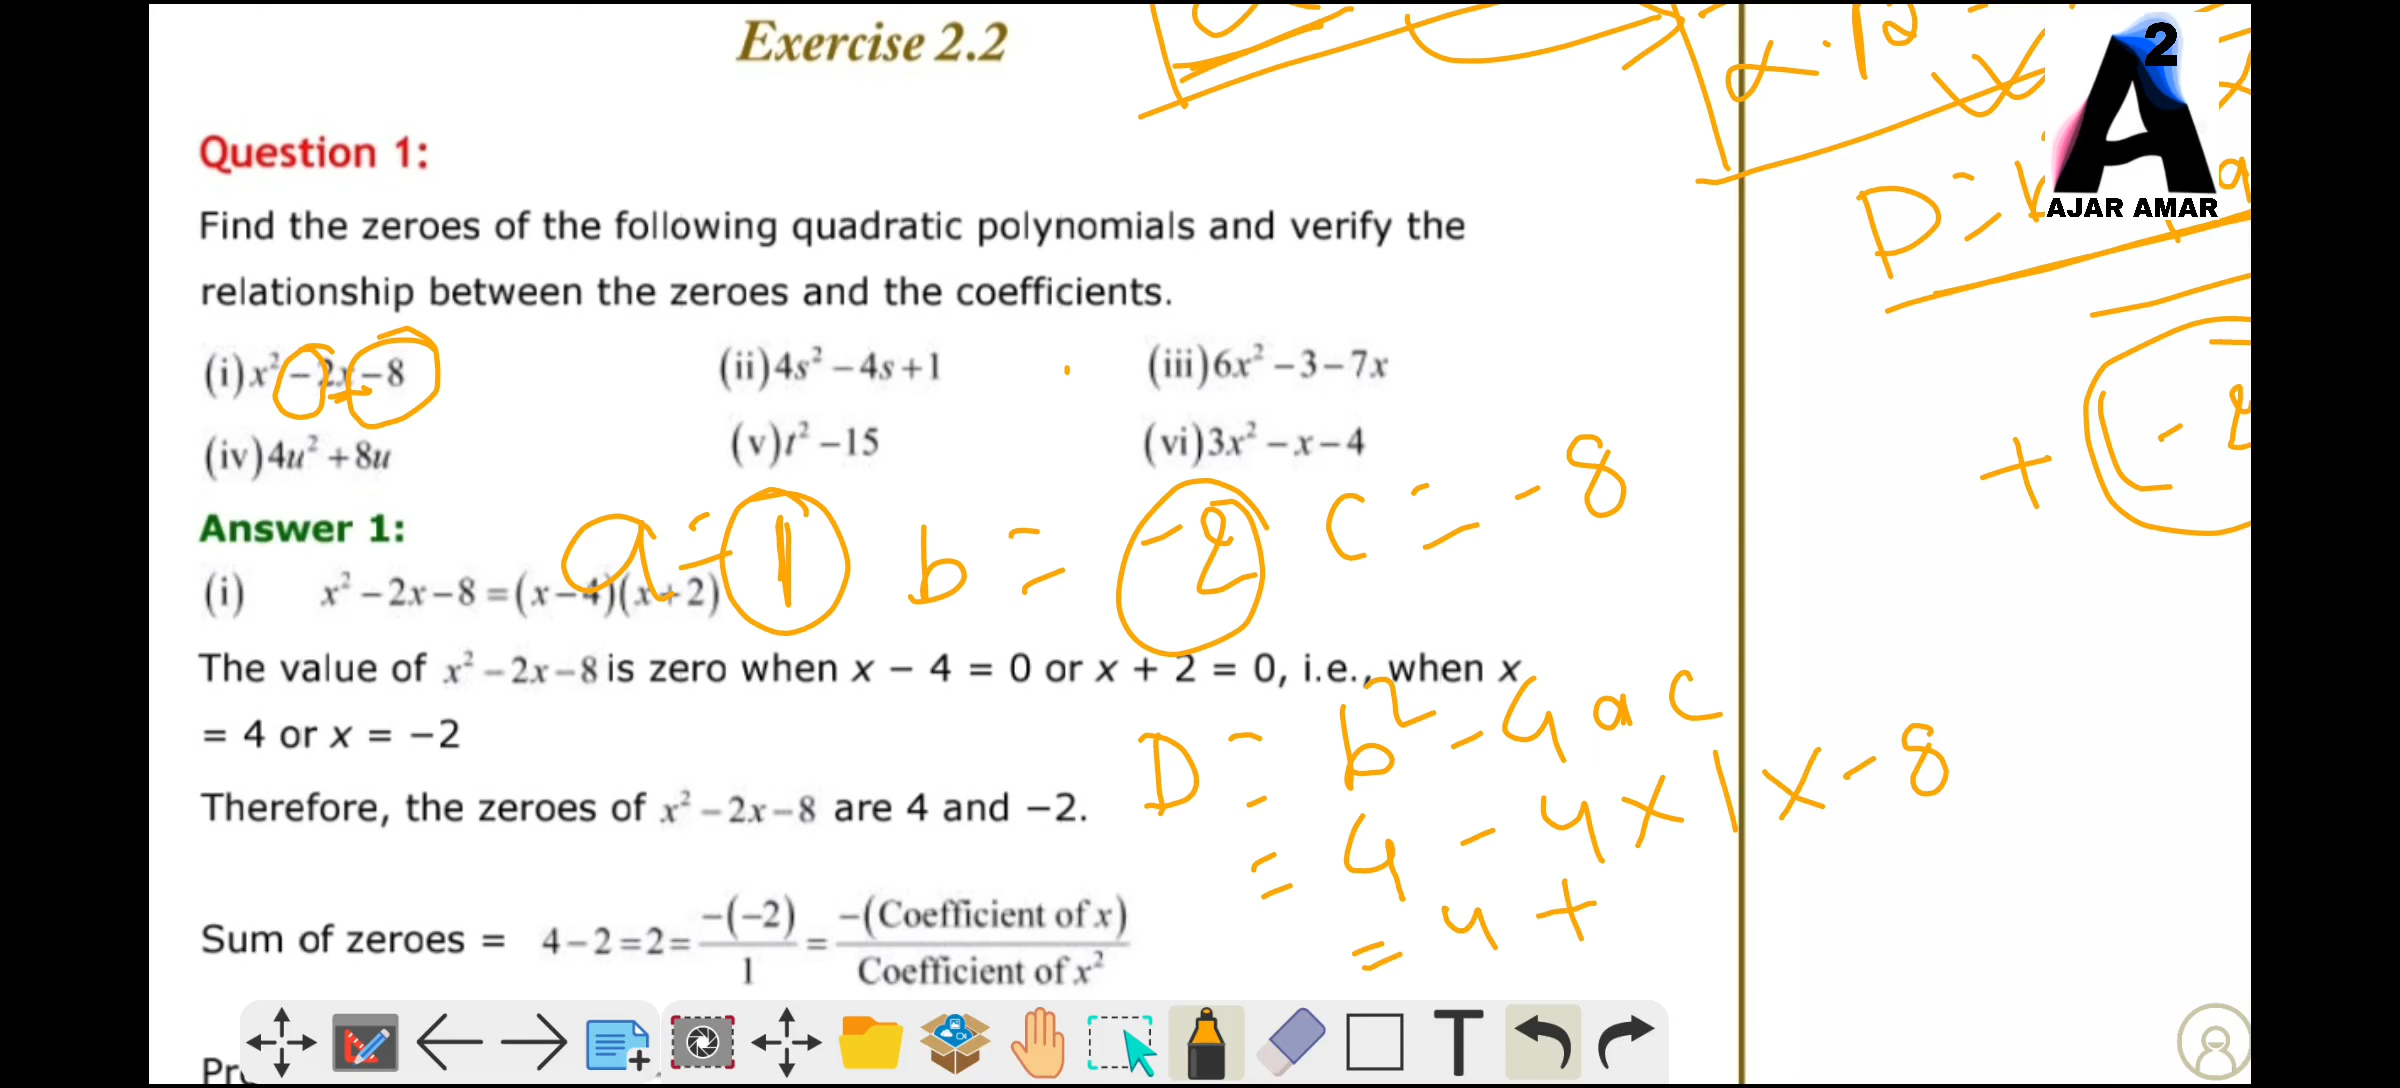 Exercise 2.2
2
AJAR AMAR
Question 1:
D =
Find the zeroes of the following quadratic polynomials and verify the
relationship between the zeroes and the coefficients.
(i) x² − 2x − 8 (ii) 4s² − 4s + 1 (iii) 6x² − 3 − 7x
(iv) 4u² + 8u (v) t² − 15 (vi) 3x² − x − 4
+ (-2
Answer 1:
a = 1 b = -2 c = -8
(i) x² − 2x − 8 = (x − 4)(x + 2)
The value of x² − 2x − 8 is zero when x − 4 = 0 or x + 2 = 0, i.e., when x
= 4 or x = −2
D = b² - 4ac
Therefore, the zeroes of x² − 2x − 8 are 4 and −2.
= 4 - 4 x 1 x - 8
= 4 +
Sum of zeroes = 4 − 2 = 2 = −(−2)/1 = −(Coefficient of x)/Coefficient of x²
T